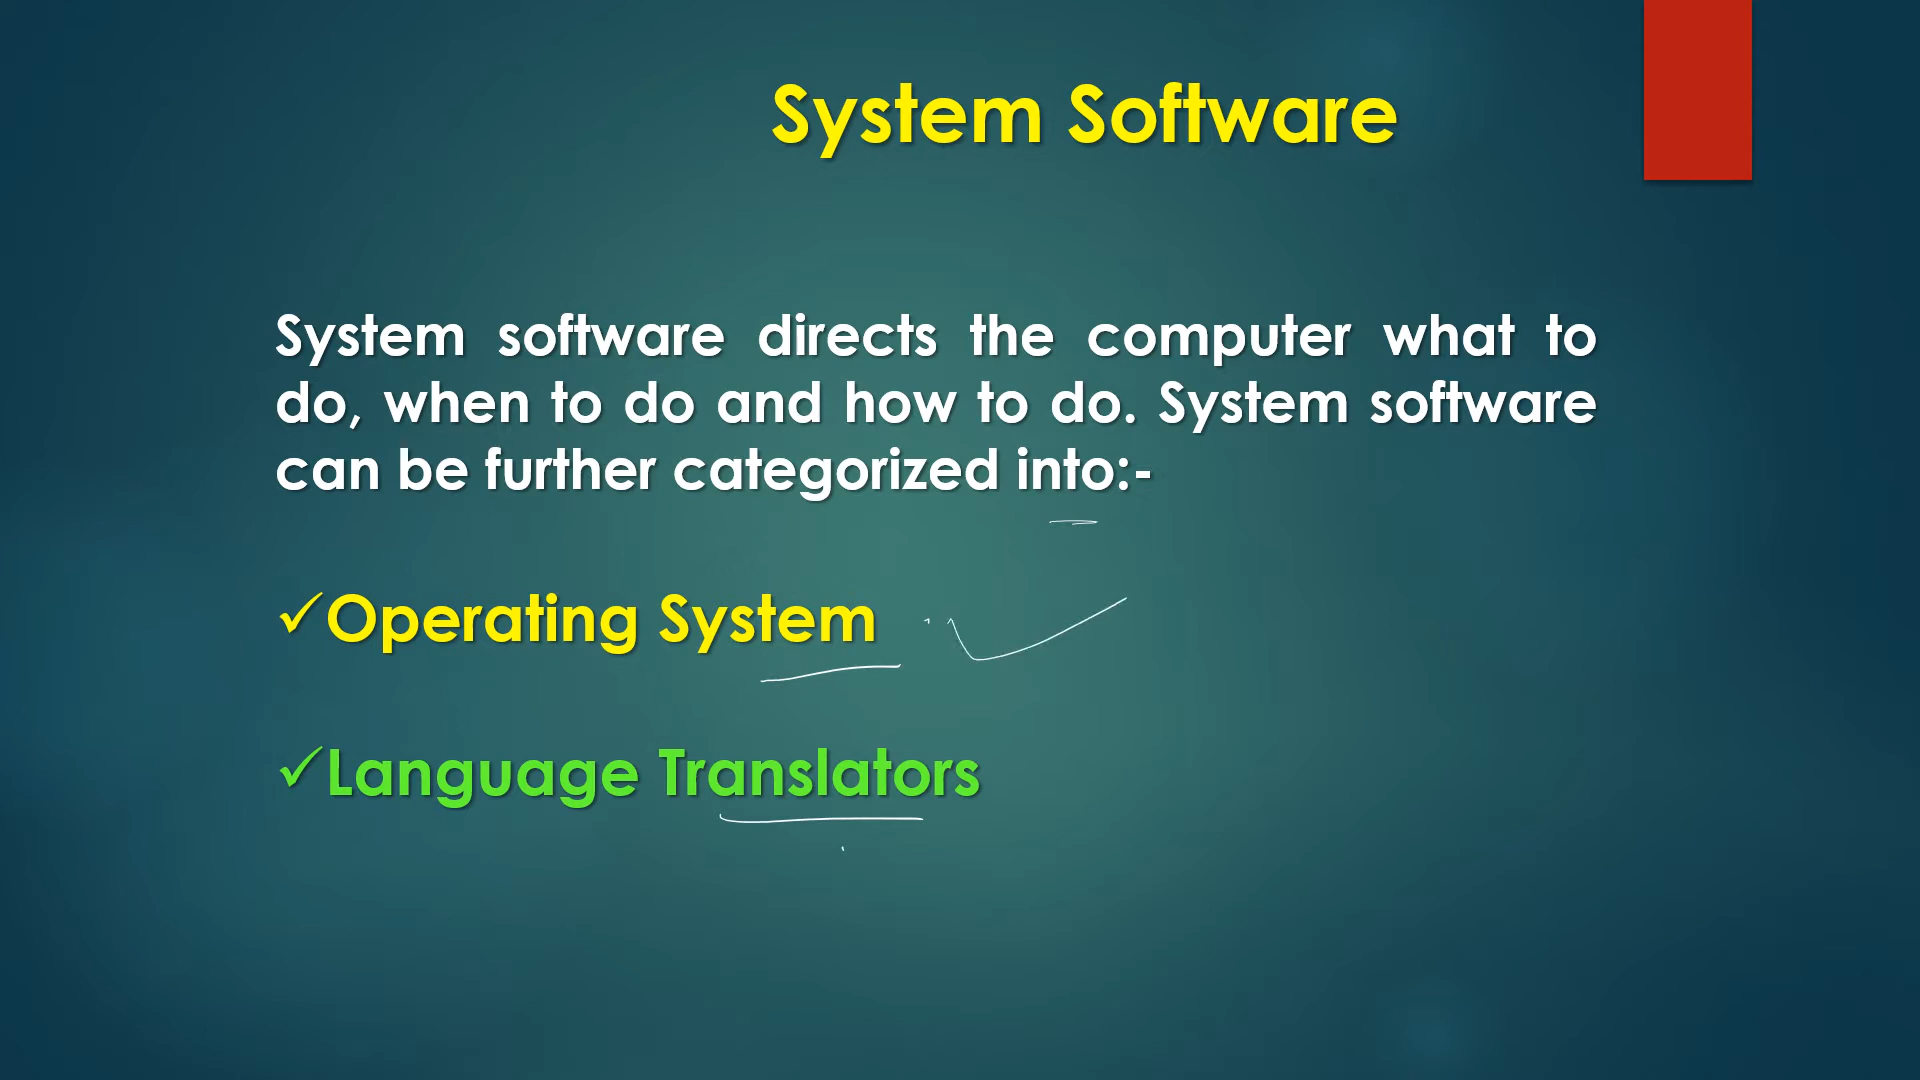 System Software
System software directs the computer what to
do, when to do and how to do. System software
can be further categorized into:-
✓Operating System
✓Language Translators